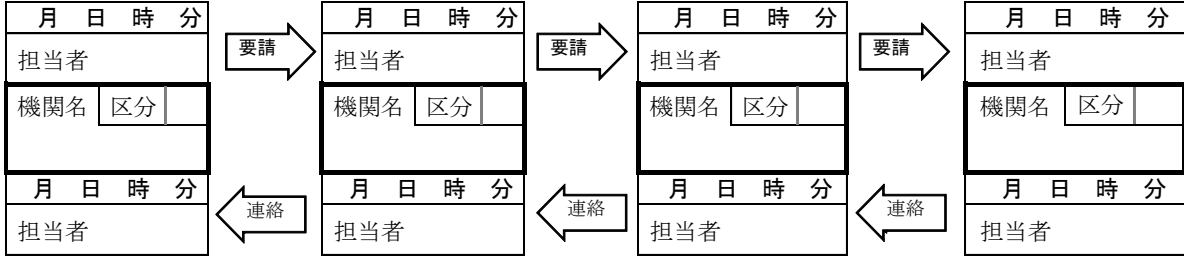 月 日 時 分 月 日 時 分 月 日 時 分 月 日 時 分
担当者 要請 担当者 要請 担当者 要請 担当者
機関名 区分 機関名 区分 機関名 区分 機関名 区分
月 日 時 分 月 日 時 分 月 日 時 分 月 日 時 分
担当者 連絡 担当者 連絡 担当者 連絡 担当者